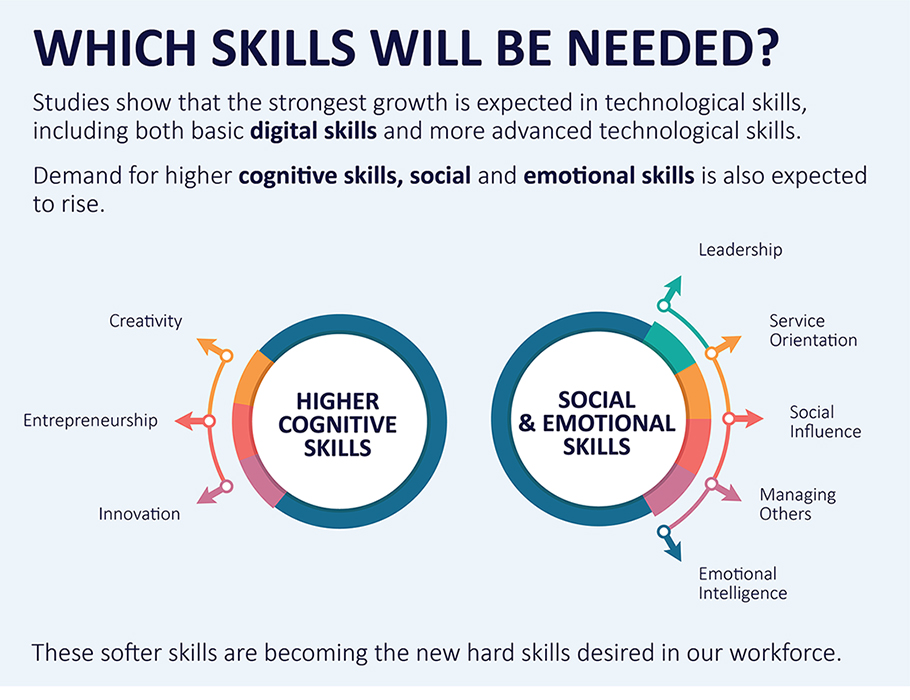 WHICH SKILLS WILL BE NEEDED?
Studies show that the strongest growth is expected in technological skills,
including both basic digital skills and more advanced technological skills.
Demand for higher cognitive skills, social and emotional skills is also expected
to rise.
Creativity
Entrepreneurship
Innovation
HIGHER
COGNITIVE
SKILLS
SOCIAL
& EMOTIONAL
SKILLS
Leadership
Service
Orientation
Social
Influence
Managing
Others
Emotional
Intelligence
These softer skills are becoming the new hard skills desired in our workforce.